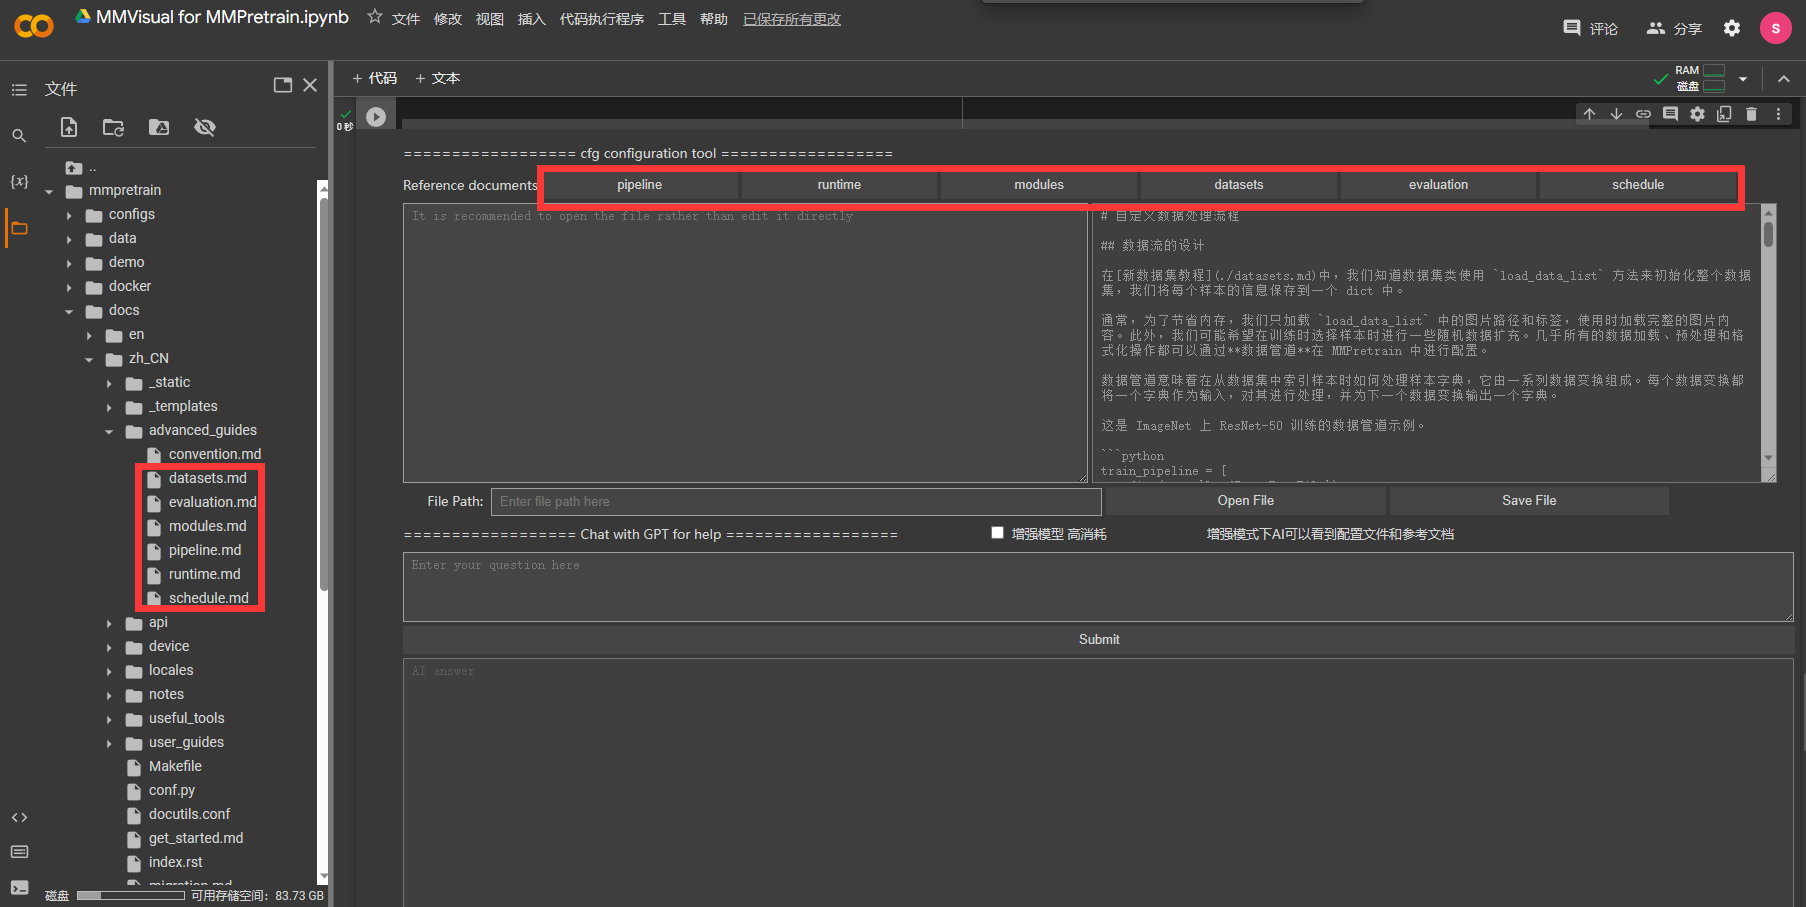 MMVisual for MMPretrain.ipynb
文件 修改 视图 插入 代码执行程序 工具 帮助 已保存所有更改
评论 分享 S
文件
+ 代码 + 文本
RAM
磁盘
0 秒
{x}
..
mmpretrain
configs
data
demo
docker
docs
en
zh_CN
_static
_templates
advanced_guides
convention.md
datasets.md
evaluation.md
modules.md
pipeline.md
runtime.md
schedule.md
api
device
locales
notes
useful_tools
user_guides
Makefile
conf.py
docutils.conf
get_started.md
index.rst
migration.md
磁盘 可用存储空间: 83.73 GB
================== cfg configuration tool ==================
Reference documents pipeline runtime modules datasets evaluation schedule
It is recommended to open the file rather than edit it directly
# 自定义数据处理流程
## 数据流的设计
在[新数据集教程](./datasets.md)中，我们知道数据集类使用 `load_data_list` 方法来初始化整个数据
集，我们将每个样本的信息保存到一个 dict 中。
通常，为了节省内存，我们只加载 `load_data_list` 中的图片路径和标签，使用时加载完整的图片内
容。此外，我们可能希望在训练时选择样本时进行一些随机数据扩充。几乎所有的数据加载、预处理和格
式化操作都可以通过**数据管道**在 MMPretrain 中进行配置。
数据管道意味着在从数据集中索引样本时如何处理样本字典，它由一系列数据变换组成。每个数据变换都
将一个字典作为输入，对其进行处理，并为下一个数据变换输出一个字典。
这是 ImageNet 上 ResNet-50 训练的数据管道示例。
```python
train_pipeline = [
File Path: Enter file path here Open File Save File
================== Chat with GPT for help ==================
增强模型 高消耗 增强模式下AI可以看到配置文件和参考文档
Enter your question here
Submit
AI answer